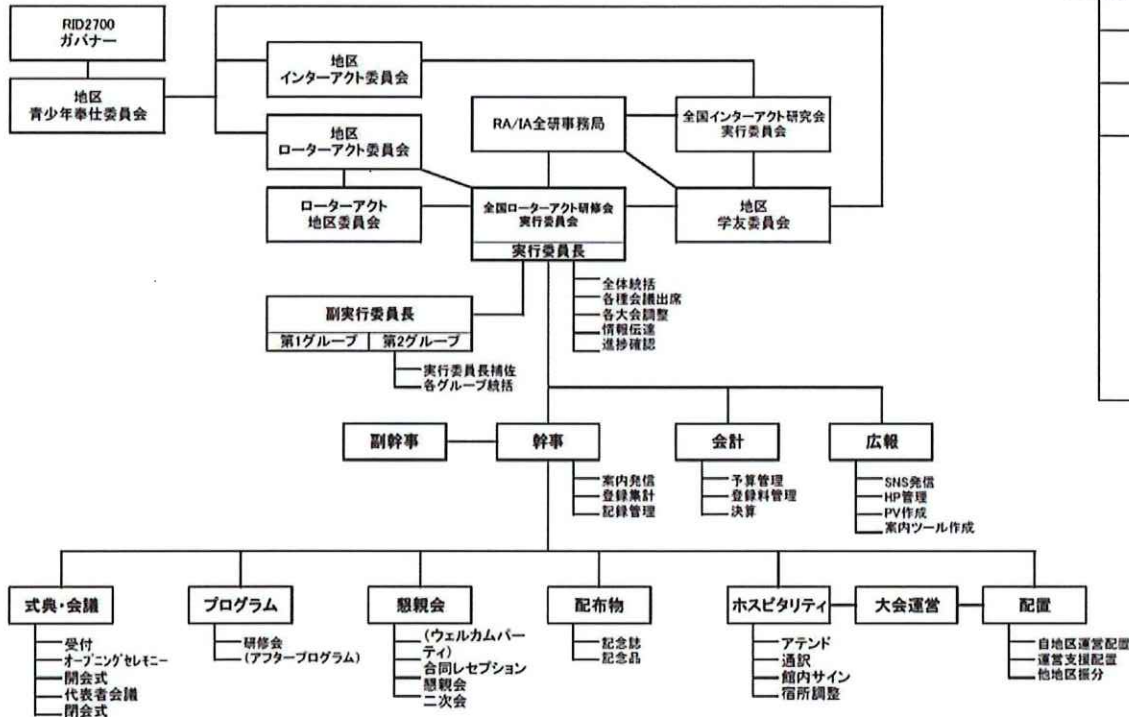 RID2700
ガバナー
地区
青少年奉仕委員会
地区
インターアクト委員会
地区
ローターアクト委員会
ローターアクト
地区委員会
RA/IA全研事務局
全国インターアクト研究会
実行委員会
全国ローターアクト研修会
実行委員会
実行委員長
地区
学友委員会
全体統括
各種会議出席
各大会調整
情報伝達
進捗確認
副実行委員長
第1グループ
第2グループ
実行委員長補佐
各グループ統括
副幹事
幹事
会計
広報
案内発信
登録集計
記録管理
予算管理
登録料管理
決算
SNS発信
HP管理
PV作成
案内ツール作成
式典・会議
プログラム
懇親会
配布物
ホスピタリティ
大会運営
配置
受付
オープニングセレモニー
開会式
代表者会議
閉会式
研修会
(アフタープログラム)
(ウェルカムパー
ティ)
合同レセプション
懇親会
二次会
記念誌
記念品
アテンド
通訳
館内サイン
宿所調整
自地区運営配置
運営支援配置
他地区振分